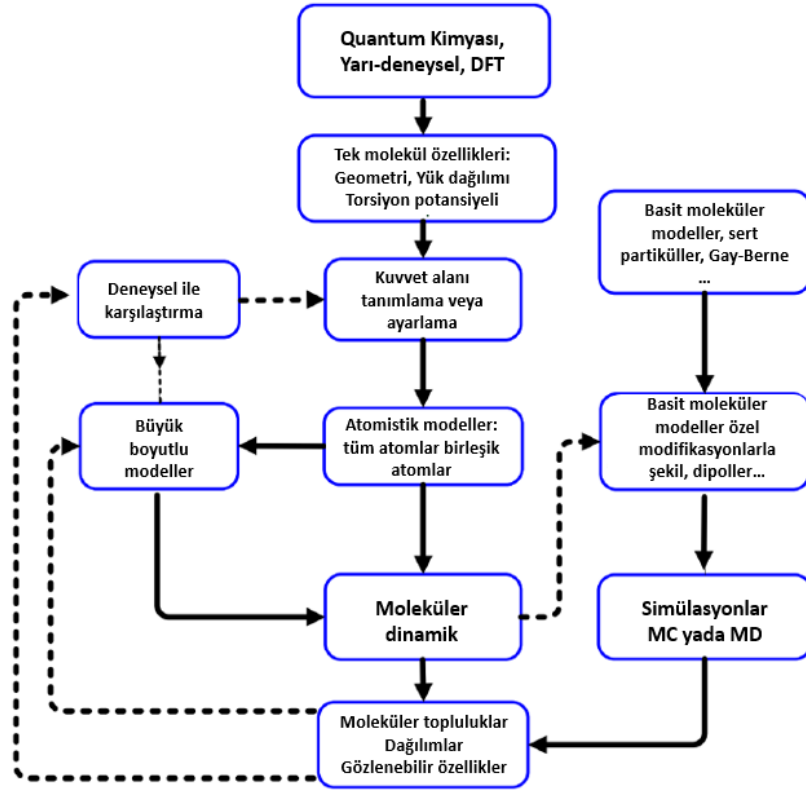 Quantum Kimyası,
Yarı-deneysel, DFT
Tek molekül özellikleri:
Geometri, Yük dağılımı
Torsiyon potansiyeli
.
Basit moleküler
modeller, sert
partiküller, Gay-Berne
...
Deneysel ile
karşılaştırma
Kuvvet alanı
tanımlama veya
ayarlama
Büyük
boyutlu
modeller
Atomistik modeller:
tüm atomlar birleşik
atomlar
Basit moleküler
modeller özel
modifikasyonlarla
şekil, dipoller...
Moleküler
dinamik
Simülasyonlar
MC yada MD
Moleküler topluluklar
Dağılımlar
Gözlenebilir özellikler